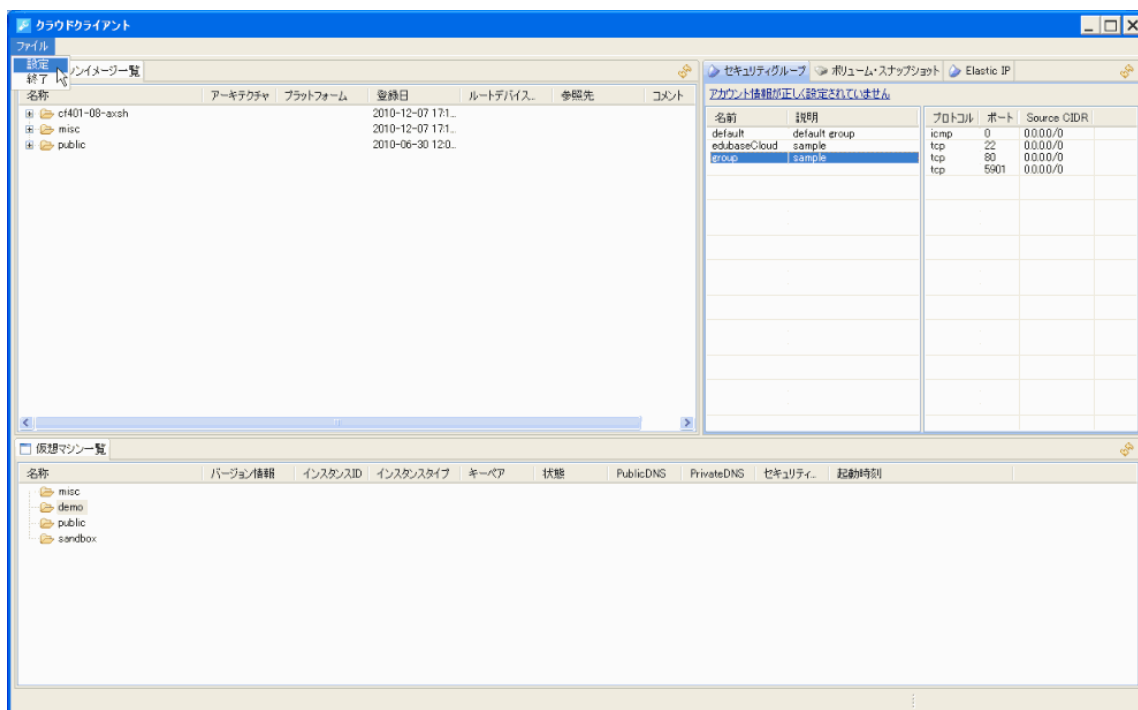 クラウドクライアント
ファイル
設定
終了
シンイメージ一覧
名称 アーキテクチャ プラットフォーム 登録日 ルートデバイス... 参照先 コメント
cf401-08-axsh 2010-12-07 17:1...
misc 2010-12-07 17:1...
public 2010-06-30 12:0...
セキュリティグループ ボリューム・スナップショット Elastic IP
アカウント情報が正しく設定されていません
名前 説明 プロトコル ポート Source CIDR
default default group icmp 0 0.0.0.0/0
edubaseCloud sample tcp 22 0.0.0.0/0
group sample tcp 80 0.0.0.0/0
tcp 5901 0.0.0.0/0
仮想マシン一覧
名称 バージョン情報 インスタンスID インスタンスタイプ キーペア 状態 PublicDNS PrivateDNS セキュリティ... 起動時刻
misc
demo
public
sandbox